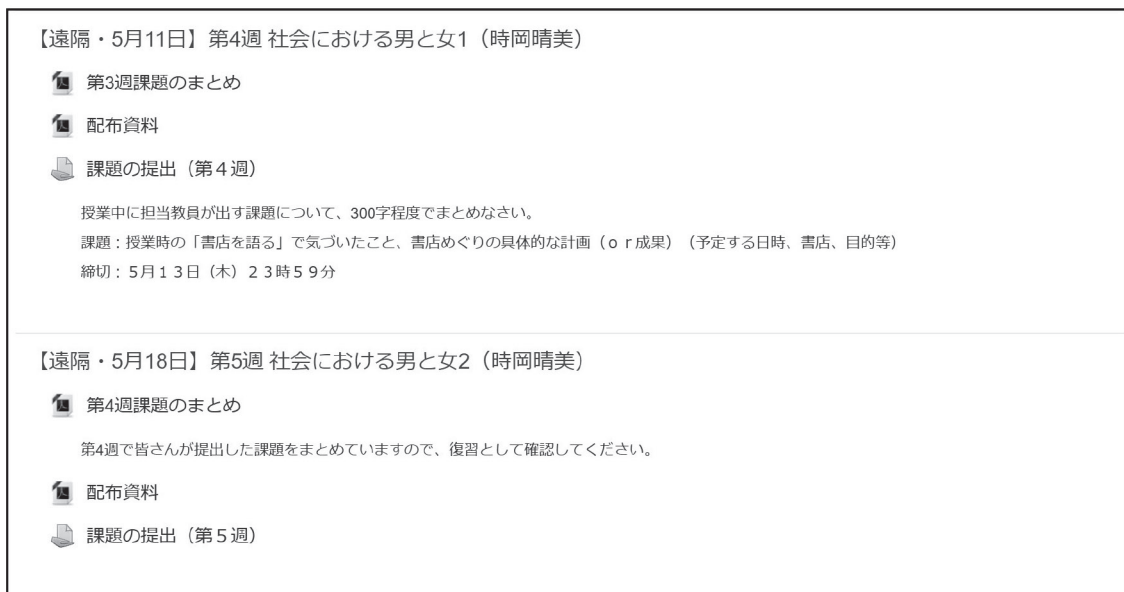 【遠隔・5月11日】第4週 社会における男と女1（時岡晴美）
第3週課題のまとめ
配布資料
課題の提出（第４週）
授業中に担当教員が出す課題について、300字程度でまとめなさい。
課題：授業時の「書店を語る」で気づいたこと、書店めぐりの具体的な計画（ｏｒ成果）（予定する日時、書店、目的等）
締切：５月１３日（木）２３時５９分
【遠隔・5月18日】第5週 社会における男と女2（時岡晴美）
第4週課題のまとめ
第4週で皆さんが提出した課題をまとめていますので、復習として確認してください。
配布資料
課題の提出（第５週）